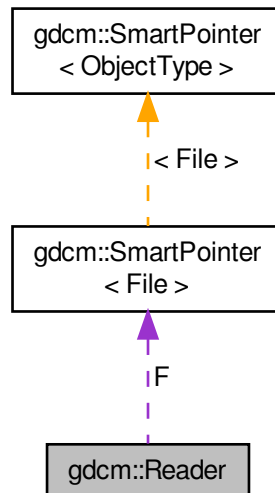 gdcm::SmartPointer
< ObjectType >
< File >
gdcm::SmartPointer
< File >
F
gdcm::Reader